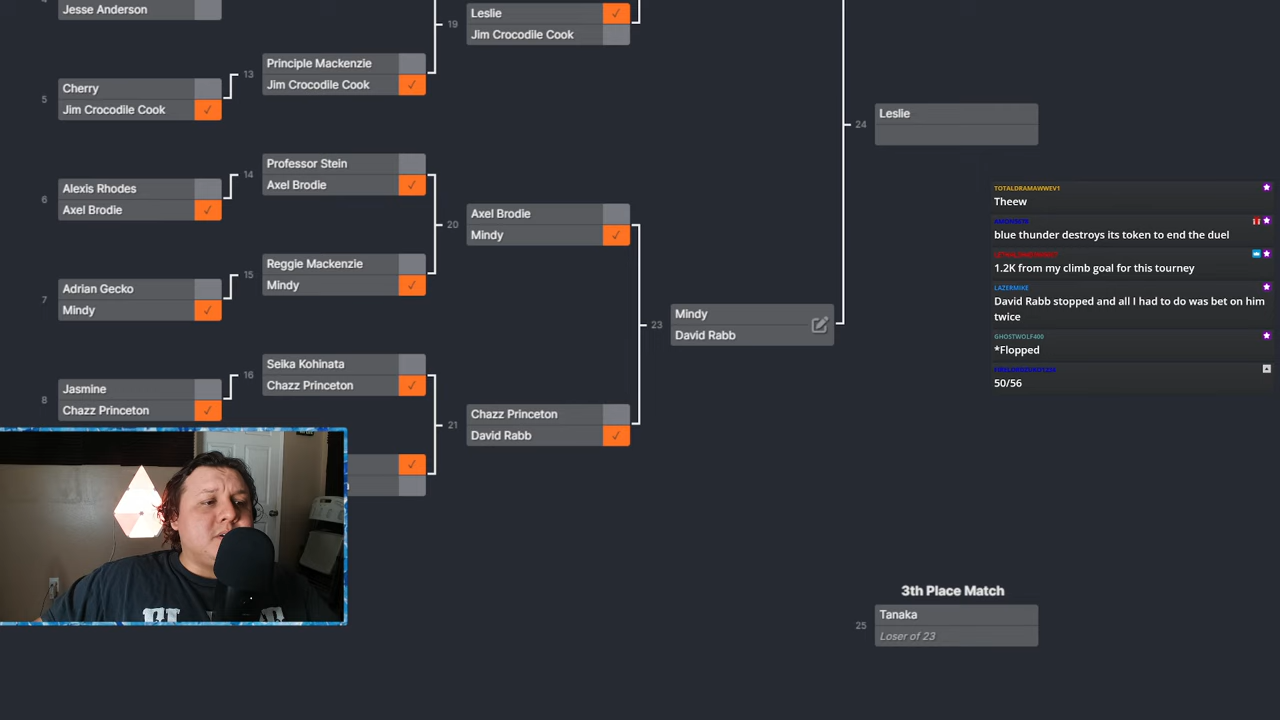 4
Jesse Anderson
19
Leslie ✓
Jim Crocodile Cook
13
Principle Mackenzie
Jim Crocodile Cook ✓
5
Cherry
Jim Crocodile Cook ✓
24
Leslie
14
Professor Stein
Axel Brodie ✓
6
Alexis Rhodes
Axel Brodie ✓
20
Axel Brodie
Mindy ✓
15
Reggie Mackenzie
Mindy ✓
7
Adrian Gecko
Mindy ✓
23
Mindy
David Rabb
16
Seika Kohinata
Chazz Princeton ✓
8
Jasmine
Chazz Princeton ✓
21
Chazz Princeton
David Rabb ✓
✓
3th Place Match
25
Tanaka
Loser of 23
TOTALDRAMAWWEV1
Theew
blue thunder destroys its token to end the duel
1.2K from my climb goal for this tourney
LAZERMIKE
David Rabb stopped and all I had to do was bet on him
twice
GHOSTWOLF400
*Flopped
50/56